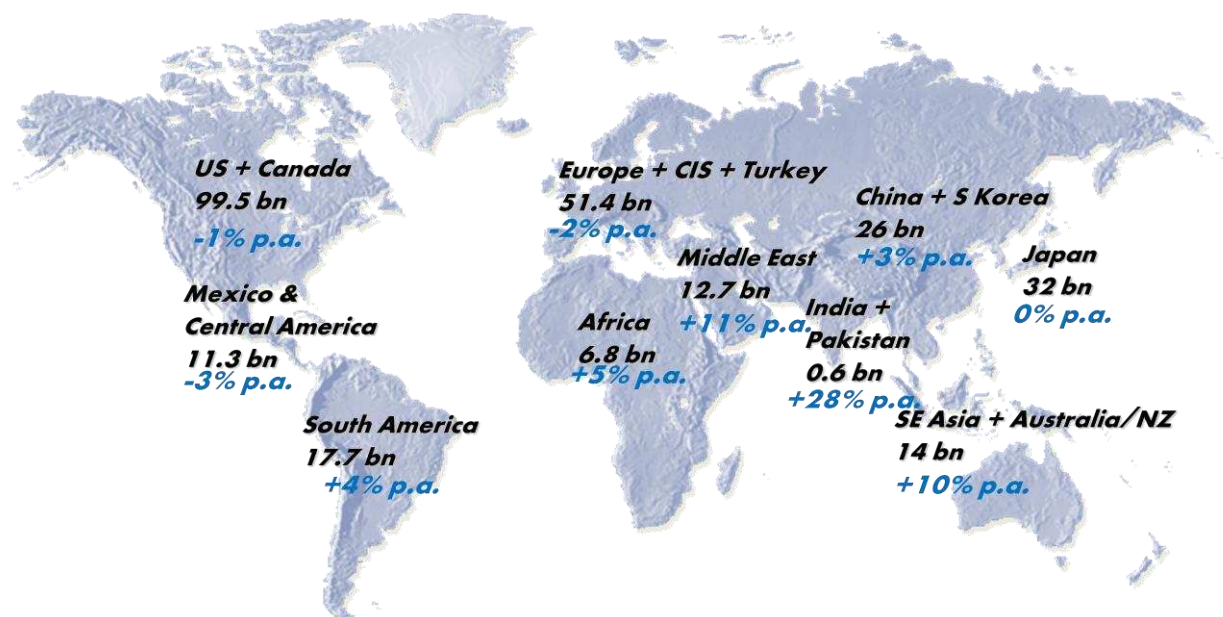 US + Canada
99.5 bn
-1% p.a.
Europe + CIS + Turkey
51.4 bn
-2% p.a.
China + S Korea
26 bn
+3% p.a.
Japan
32 bn
0% p.a.
Middle East
12.7 bn
+11% p.a.
Mexico &
Central America
11.3 bn
-3% p.a.
Africa
6.8 bn
+5% p.a.
India +
Pakistan
0.6 bn
+28% p.a.
South America
17.7 bn
+4% p.a.
SE Asia + Australia/NZ
14 bn
+10% p.a.